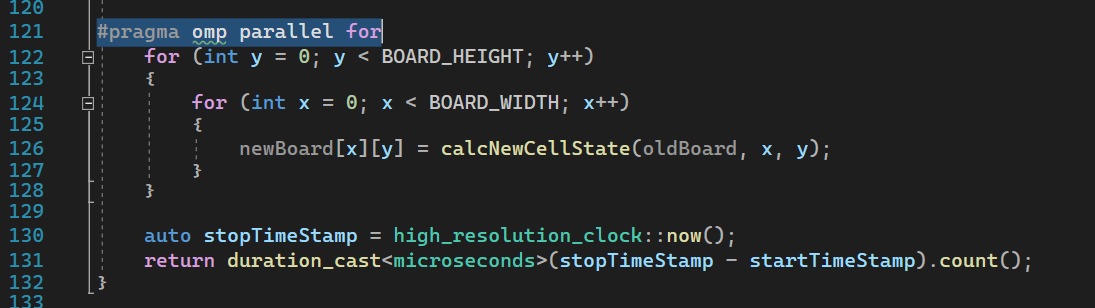 120
121 #pragma omp parallel for
122 for (int y = 0; y < BOARD_HEIGHT; y++)
123 {
124 for (int x = 0; x < BOARD_WIDTH; x++)
125 {
126 newBoard[x][y] = calcNewCellState(oldBoard, x, y);
127 }
128 }
129
130 auto stopTimeStamp = high_resolution_clock::now();
131 return duration_cast<microseconds>(stopTimeStamp - startTimeStamp).count();
132 }
133